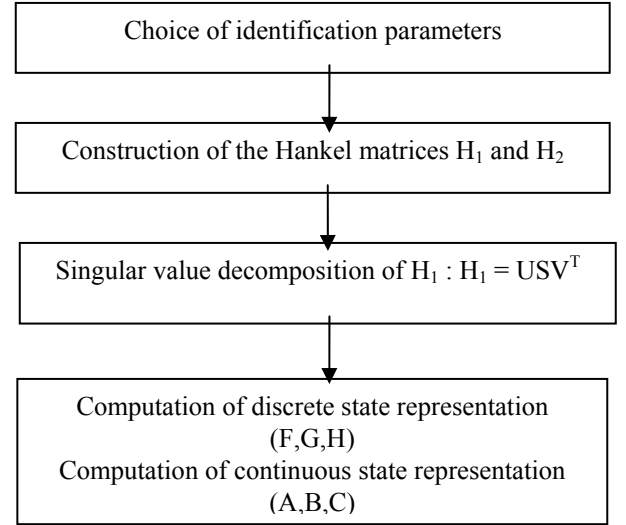 Choice of identification parameters
Construction of the Hankel matrices H₁ and H₂
Singular value decomposition of H₁ : H₁ = USVᵀ
Computation of discrete state representation
(F,G,H)
Computation of continuous state representation
(A,B,C)